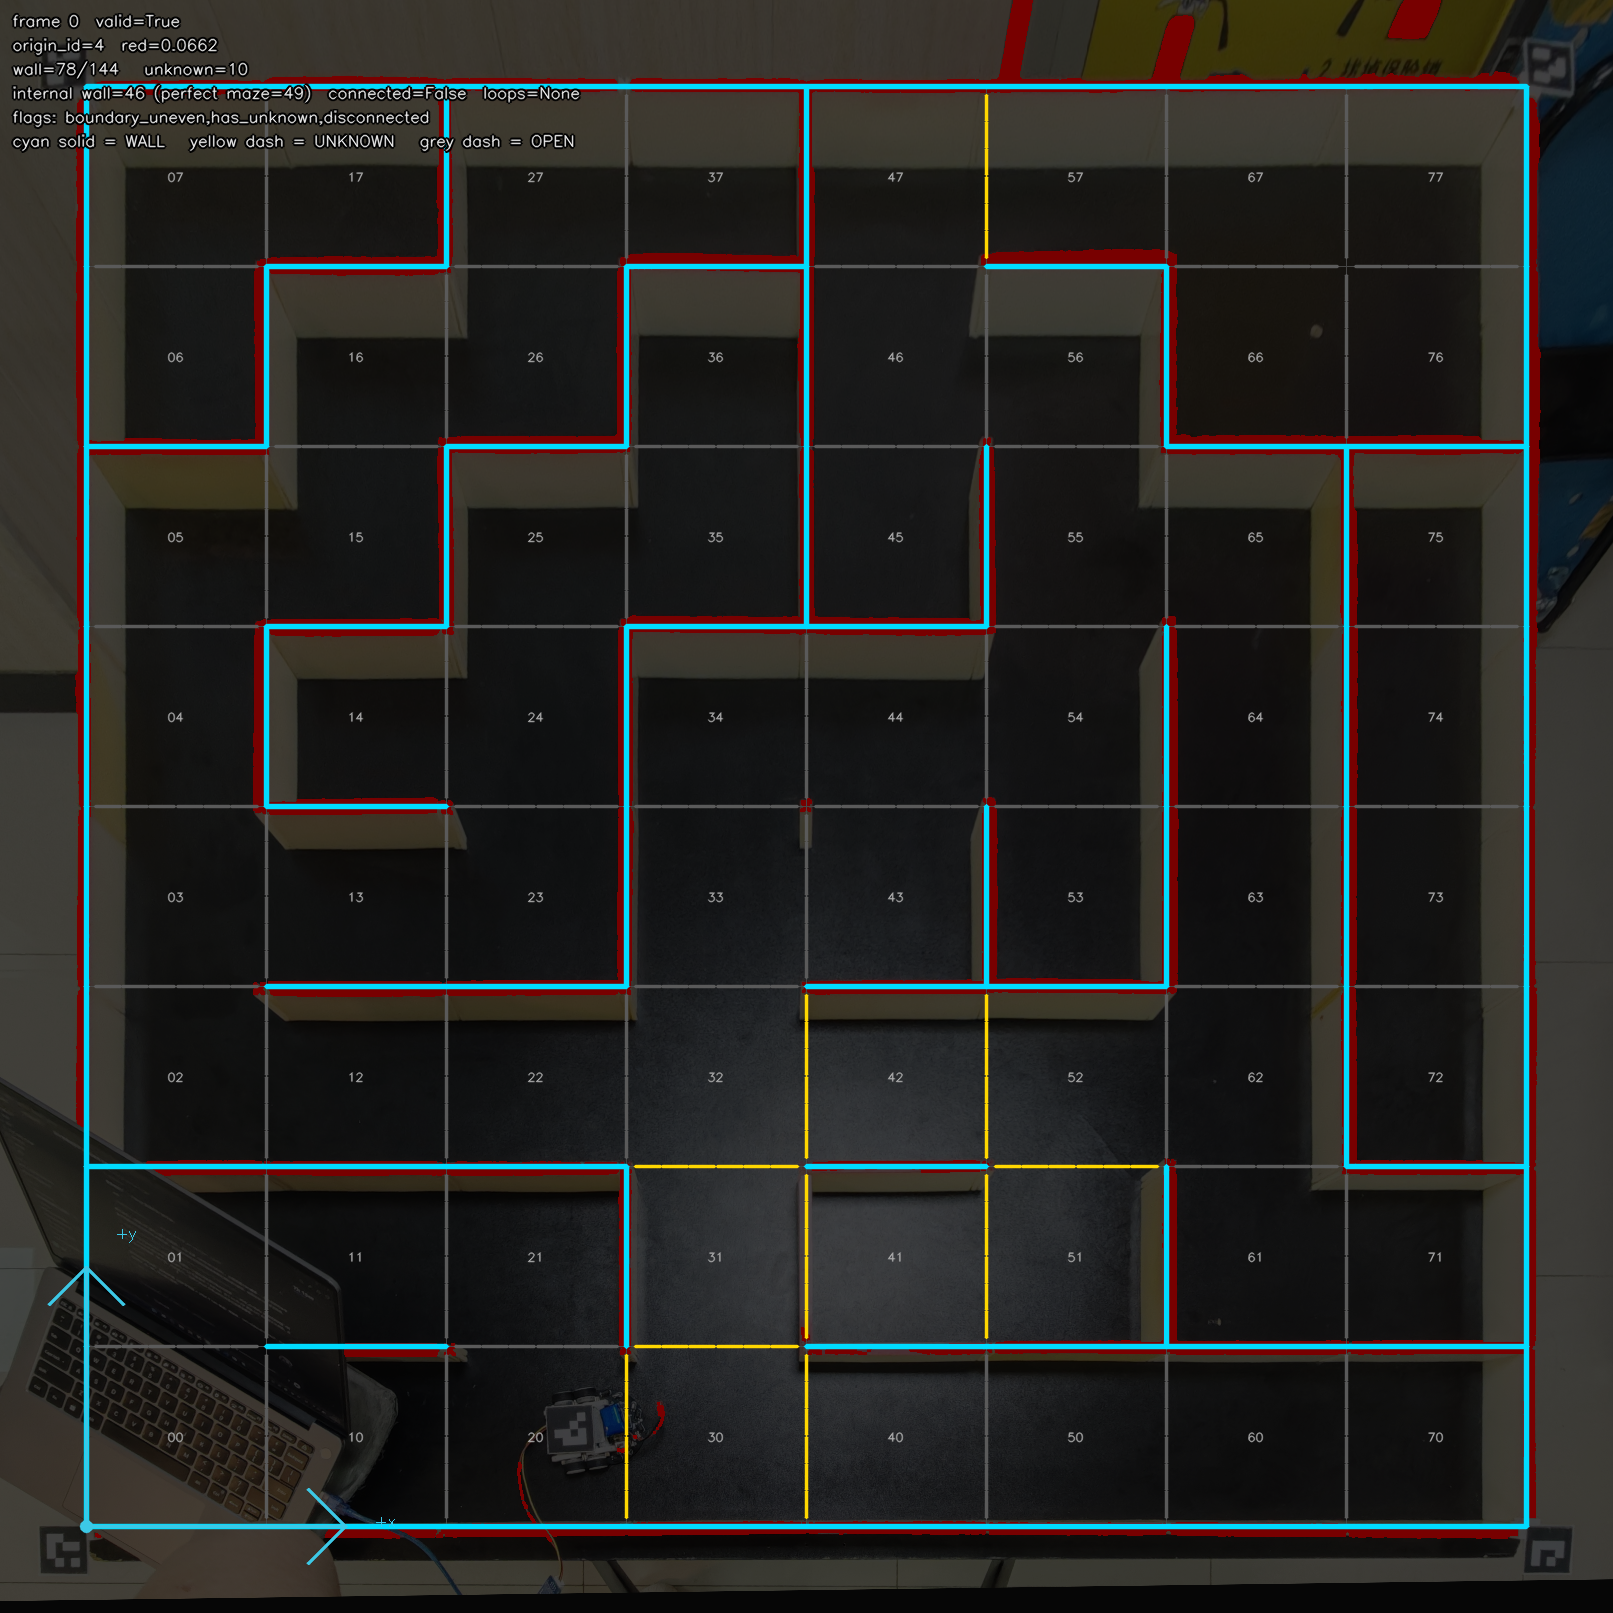 frame 0 valid=True
origin_id=4 red=0.0662
wall=78/144 unknown=10
internal wall=46 (perfect maze=49) connected=False loops=None
flags: boundary_uneven,has_unknown,disconnected
cyan solid = WALL yellow dash = UNKNOWN grey dash = OPEN
07 17 27 37 47 57 67 77
06 16 26 36 46 56 66 76
05 15 25 35 45 55 65 75
04 14 24 34 44 54 64 74
03 13 23 33 43 53 63 73
02 12 22 32 42 52 62 72
+y
01 11 21 31 41 51 61 71
00 10 20 30 40 50 60 70
+x